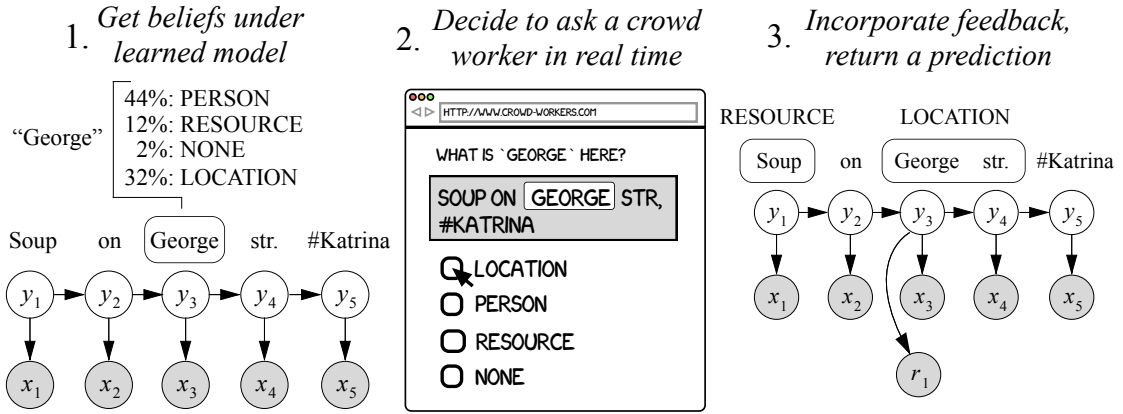 1. Get beliefs under
learned model
44%: PERSON
12%: RESOURCE
2%: NONE
32%: LOCATION
“George”
Soup on George str. #Katrina
y1 y2 y3 y4 y5
x1 x2 x3 x4 x5
2. Decide to ask a crowd
worker in real time
HTTP://WWW.CROWD-WORKERS.COM
WHAT IS `GEORGE` HERE?
SOUP ON GEORGE STR,
#KATRINA
LOCATION
PERSON
RESOURCE
NONE
3. Incorporate feedback,
return a prediction
RESOURCE LOCATION
Soup on George str. #Katrina
y1 y2 y3 y4 y5
x1 x2 x3 x4 x5
r1